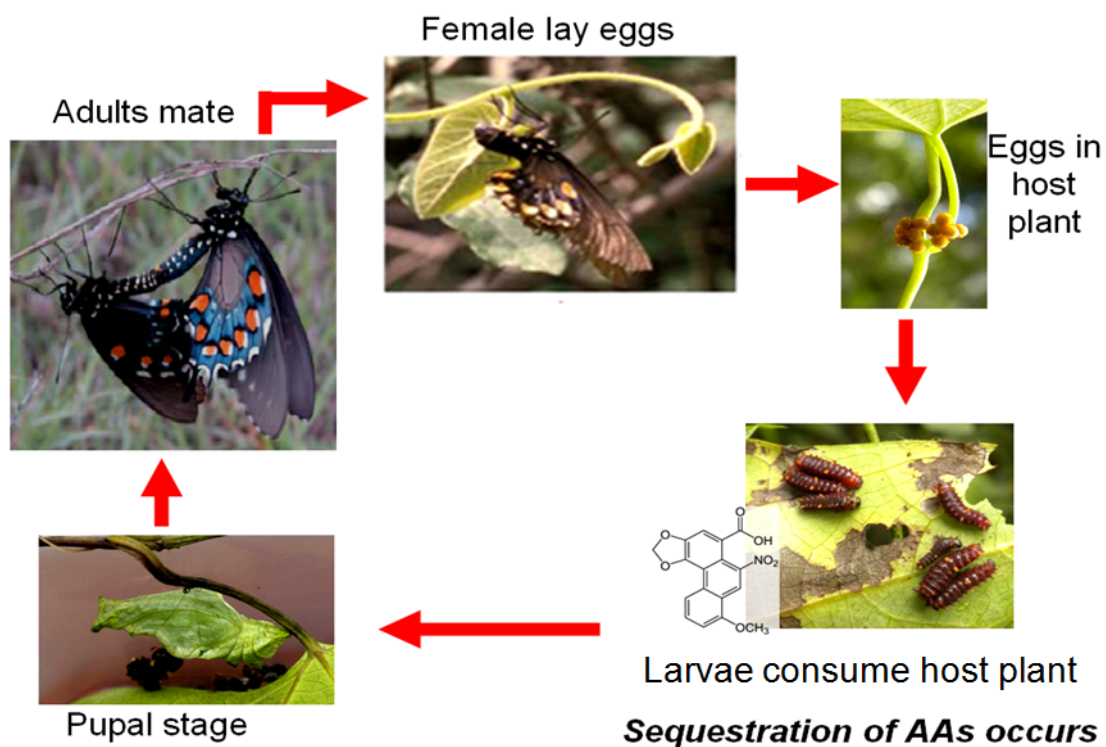 Female lay eggs
Adults mate
Eggs in
host
plant
O
OH
O
O
NO₂
OCH₃
Larvae consume host plant
Sequestration of AAs occurs
Pupal stage